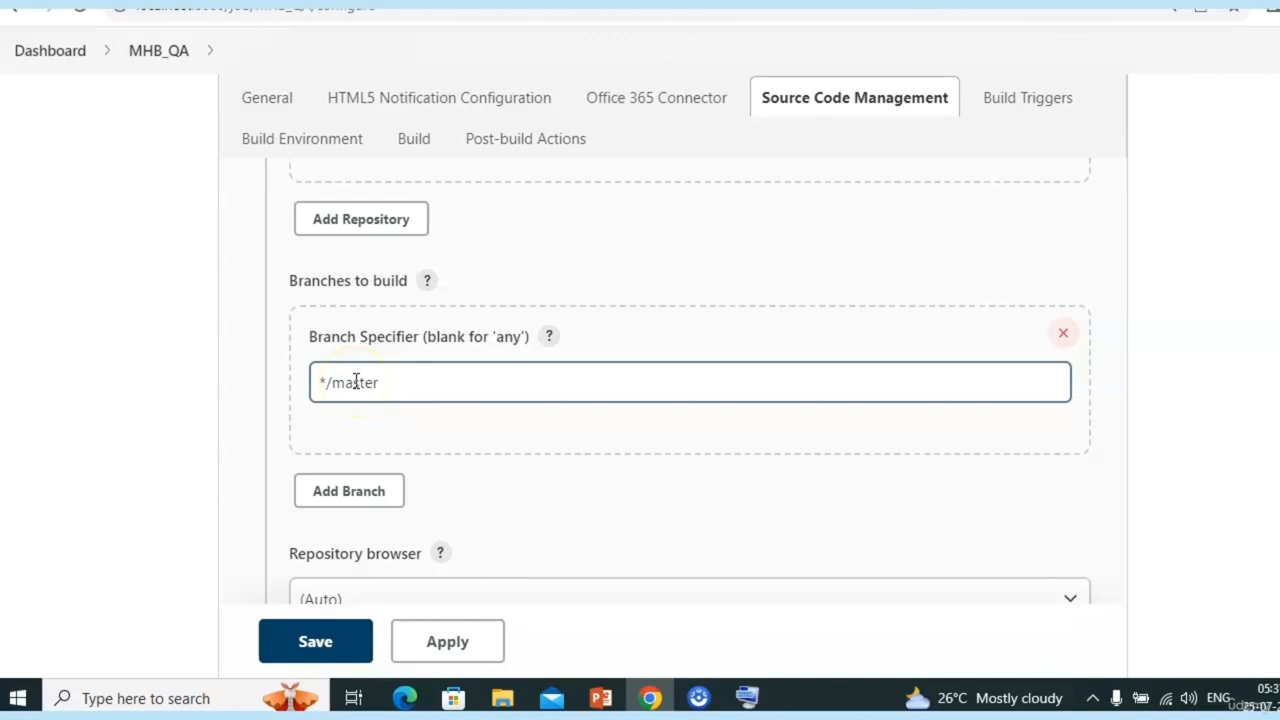 Dashboard > MHB_QA >
General HTML5 Notification Configuration Office 365 Connector Source Code Management Build Triggers
Build Environment Build Post-build Actions
Add Repository
Branches to build ?
Branch Specifier (blank for 'any') ?
*/master
Add Branch
Repository browser ?
(Auto)
Save Apply
Type here to search 26°C Mostly cloudy ENG